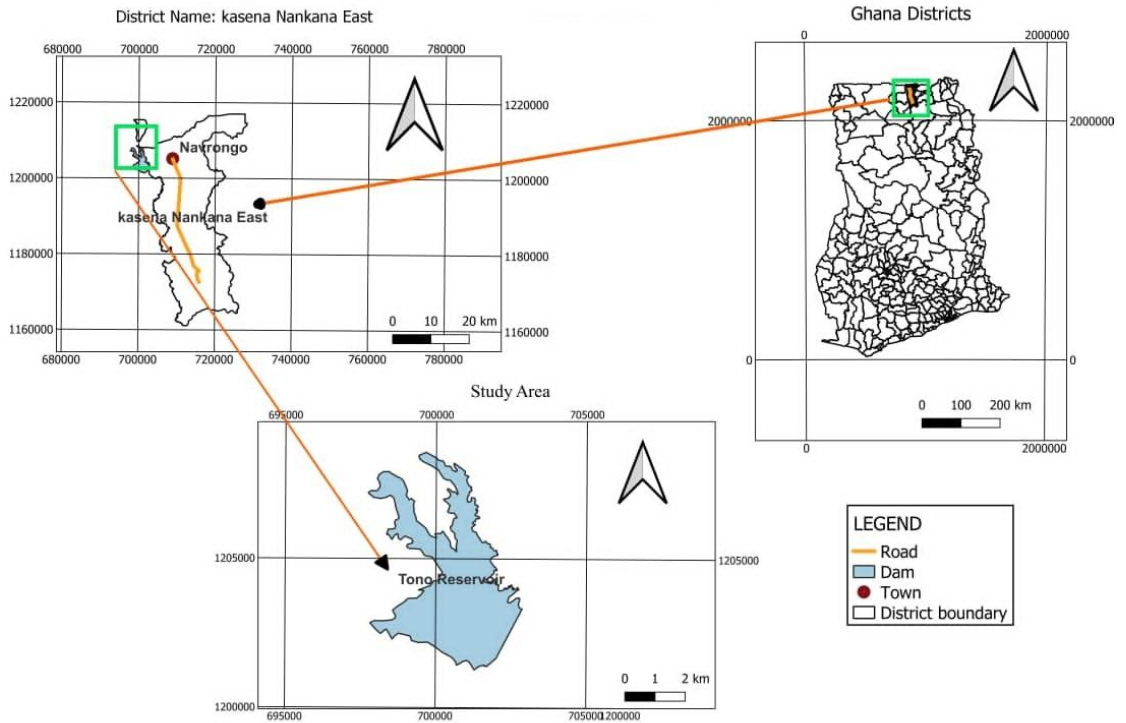 District Name: kasena Nankana East
680000 700000 720000 740000 760000 780000
1220000 1220000
Navrongo
1200000 1200000
kasena Nankana East
1180000 1180000
0 10 20 km
1160000 1160000
680000 700000 720000 740000 760000 780000
Ghana Districts
0 2000000
2000000 2000000
0 0
0 100 200 km
0 2000000
Study Area
695000 700000 705000
1205000 1205000
Tono Reservoir
0 1 2 km
1200000 1200000
695000 700000 705000
LEGEND
Road
Dam
Town
District boundary